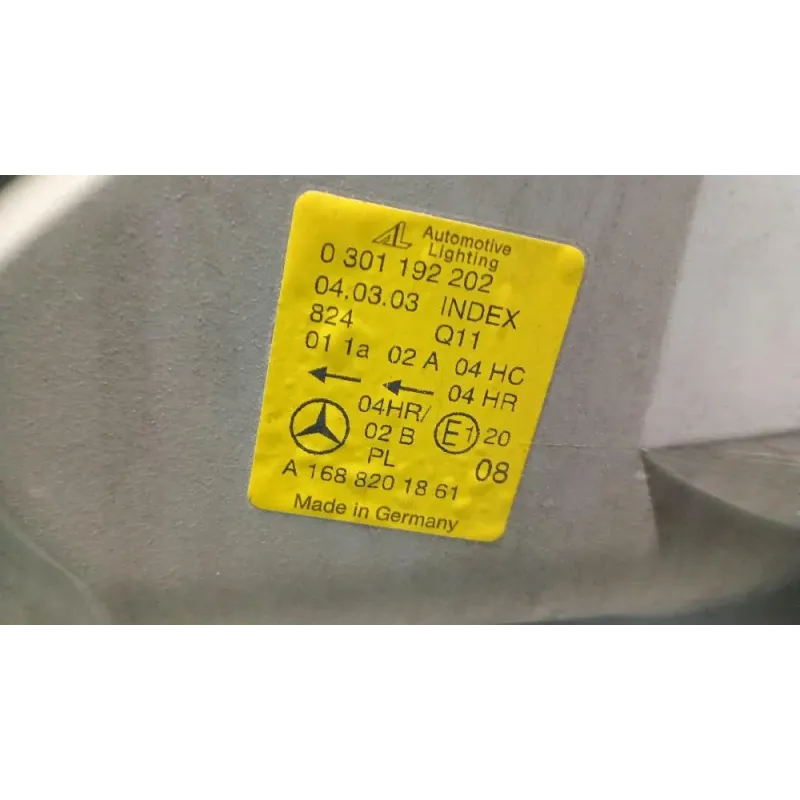 AL Automotive
Lighting
0 301 192 202
04.03.03 INDEX
824 Q11
01 1a 02 A 04 HC
04 HR
04HR/
02 B E1 20
PL 08
A 168 820 18 61
Made in Germany